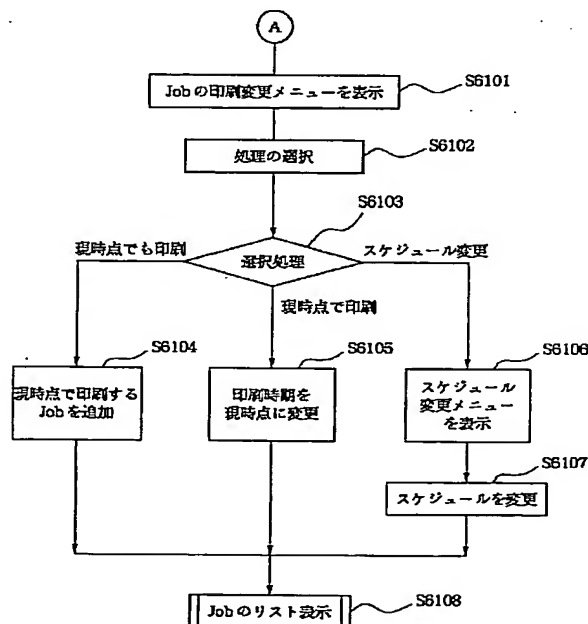 A
S6101
Jobの印刷変更メニューを表示
S6102
処理の選択
S6103
現時点でも印刷
選択処理
スケジュール変更
現時点で印刷
S6104
S6105
S6106
現時点で印刷する
Jobを追加
印刷時期を
現時点に変更
スケジュール
変更メニュー
を表示
S6107
スケジュールを変更
Jobのリスト表示
S6108